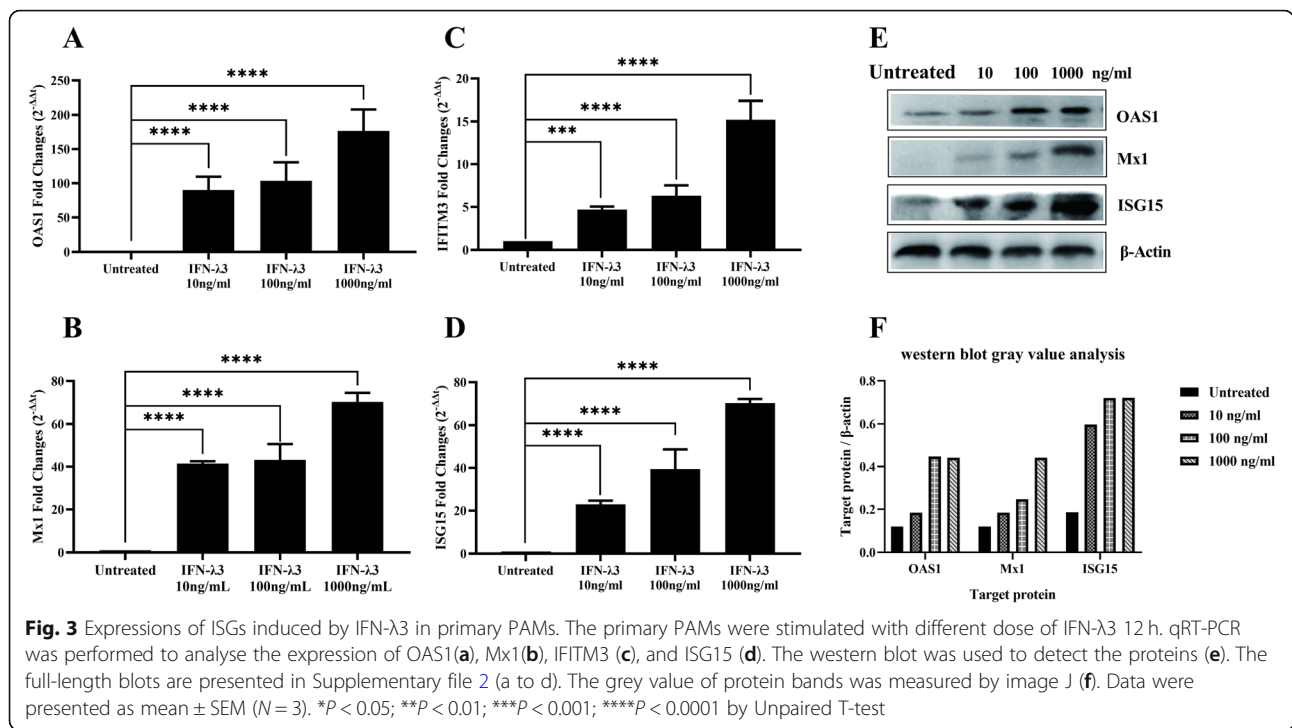 A
OAS1 Fold Changes (2-ΔΔt)
250
200
150
100
50
0
****
****
****
Untreated
IFN-λ3
10ng/ml
IFN-λ3
100ng/ml
IFN-λ3
1000ng/ml
C
IFITM3 Fold Changes (2-ΔΔt)
20
15
10
5
0
****
****
***
Untreated
IFN-λ3
10ng/ml
IFN-λ3
100ng/ml
IFN-λ3
1000ng/ml
E
Untreated 10 100 1000 ng/ml
OAS1
Mx1
ISG15
β-Actin
B
Mx1 Fold Changes (2-ΔΔt)
80
60
40
20
0
****
****
****
Untreated
IFN-λ3
10ng/mL
IFN-λ3
100ng/mL
IFN-λ3
1000ng/mL
D
ISG15 Fold Changes (2-ΔΔt)
80
60
40
20
0
****
****
****
Untreated
IFN-λ3
10ng/ml
IFN-λ3
100ng/ml
IFN-λ3
1000ng/ml
F
western blot gray value analysis
Target protein / β-actin
0.8
0.6
0.4
0.2
0.0
OAS1 Mx1 ISG15
Target protein
Untreated
10 ng/ml
100 ng/ml
1000 ng/ml
Fig. 3 Expressions of ISGs induced by IFN-λ3 in primary PAMs. The primary PAMs were stimulated with different dose of IFN-λ3 12 h. qRT-PCR
was performed to analyse the expression of OAS1(a), Mx1(b), IFITM3 (c), and ISG15 (d). The western blot was used to detect the proteins (e). The
full-length blots are presented in Supplementary file 2 (a to d). The grey value of protein bands was measured by image J (f). Data were
presented as mean ± SEM (N = 3). *P < 0.05; **P < 0.01; ***P < 0.001; ****P < 0.0001 by Unpaired T-test